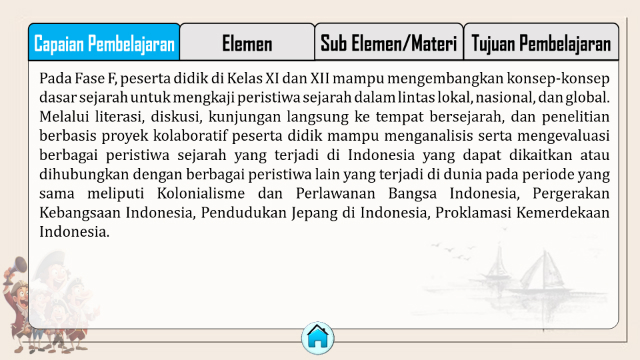 Capaian Pembelajaran
Elemen
Sub Elemen/Materi
Tujuan Pembelajaran
Pada Fase F, peserta didik di Kelas XI dan XII mampu mengembangkan konsep-konsep
dasar sejarah untuk mengkaji peristiwa sejarah dalam lintas lokal, nasional, dan global.
Melalui literasi, diskusi, kunjungan langsung ke tempat bersejarah, dan penelitian
berbasis proyek kolaboratif peserta didik mampu menganalisis serta mengevaluasi
berbagai peristiwa sejarah yang terjadi di Indonesia yang dapat dikaitkan atau
dihubungkan dengan berbagai peristiwa lain yang terjadi di dunia pada periode yang
sama meliputi Kolonialisme dan Perlawanan Bangsa Indonesia, Pergerakan
Kebangsaan Indonesia, Pendudukan Jepang di Indonesia, Proklamasi Kemerdekaan
Indonesia.